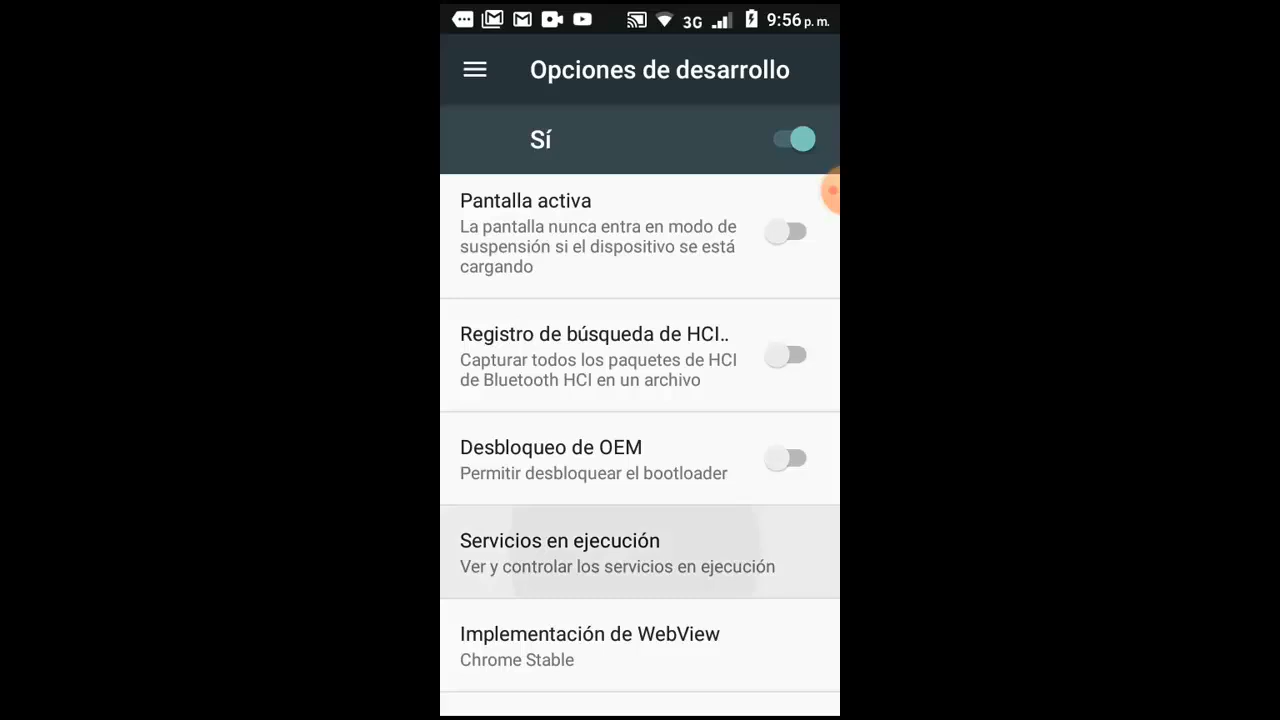 3G 9:56 p. m.
Opciones de desarrollo
Sí
Pantalla activa
La pantalla nunca entra en modo de
suspensión si el dispositivo se está
cargando
Registro de búsqueda de HCI..
Capturar todos los paquetes de HCI
de Bluetooth HCI en un archivo
Desbloqueo de OEM
Permitir desbloquear el bootloader
Servicios en ejecución
Ver y controlar los servicios en ejecución
Implementación de WebView
Chrome Stable